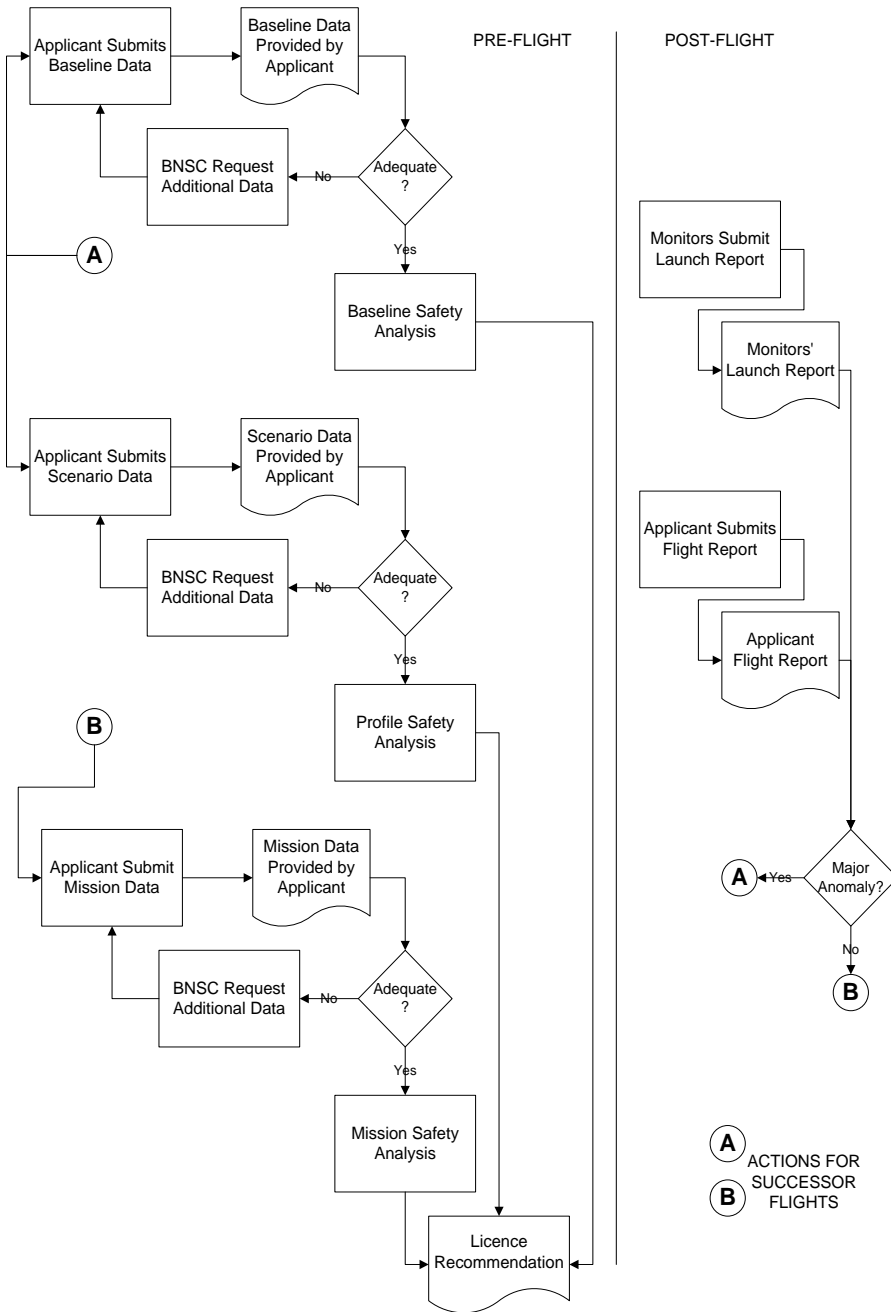 PRE-FLIGHT
POST-FLIGHT
Applicant Submits
Baseline Data
Baseline Data
Provided by
Applicant
BNSC Request
Additional Data
No
Adequate
?
Yes
A
Baseline Safety
Analysis
Applicant Submits
Scenario Data
Scenario Data
Provided by
Applicant
BNSC Request
Additional Data
No
Adequate
?
Yes
Profile Safety
Analysis
B
Applicant Submit
Mission Data
Mission Data
Provided by
Applicant
BNSC Request
Additional Data
No
Adequate
?
Yes
Mission Safety
Analysis
Licence
Recommendation
Monitors Submit
Launch Report
Monitors'
Launch Report
Applicant Submits
Flight Report
Applicant
Flight Report
Major
Anomaly?
Yes
A
No
B
A
B
ACTIONS FOR
SUCCESSOR
FLIGHTS